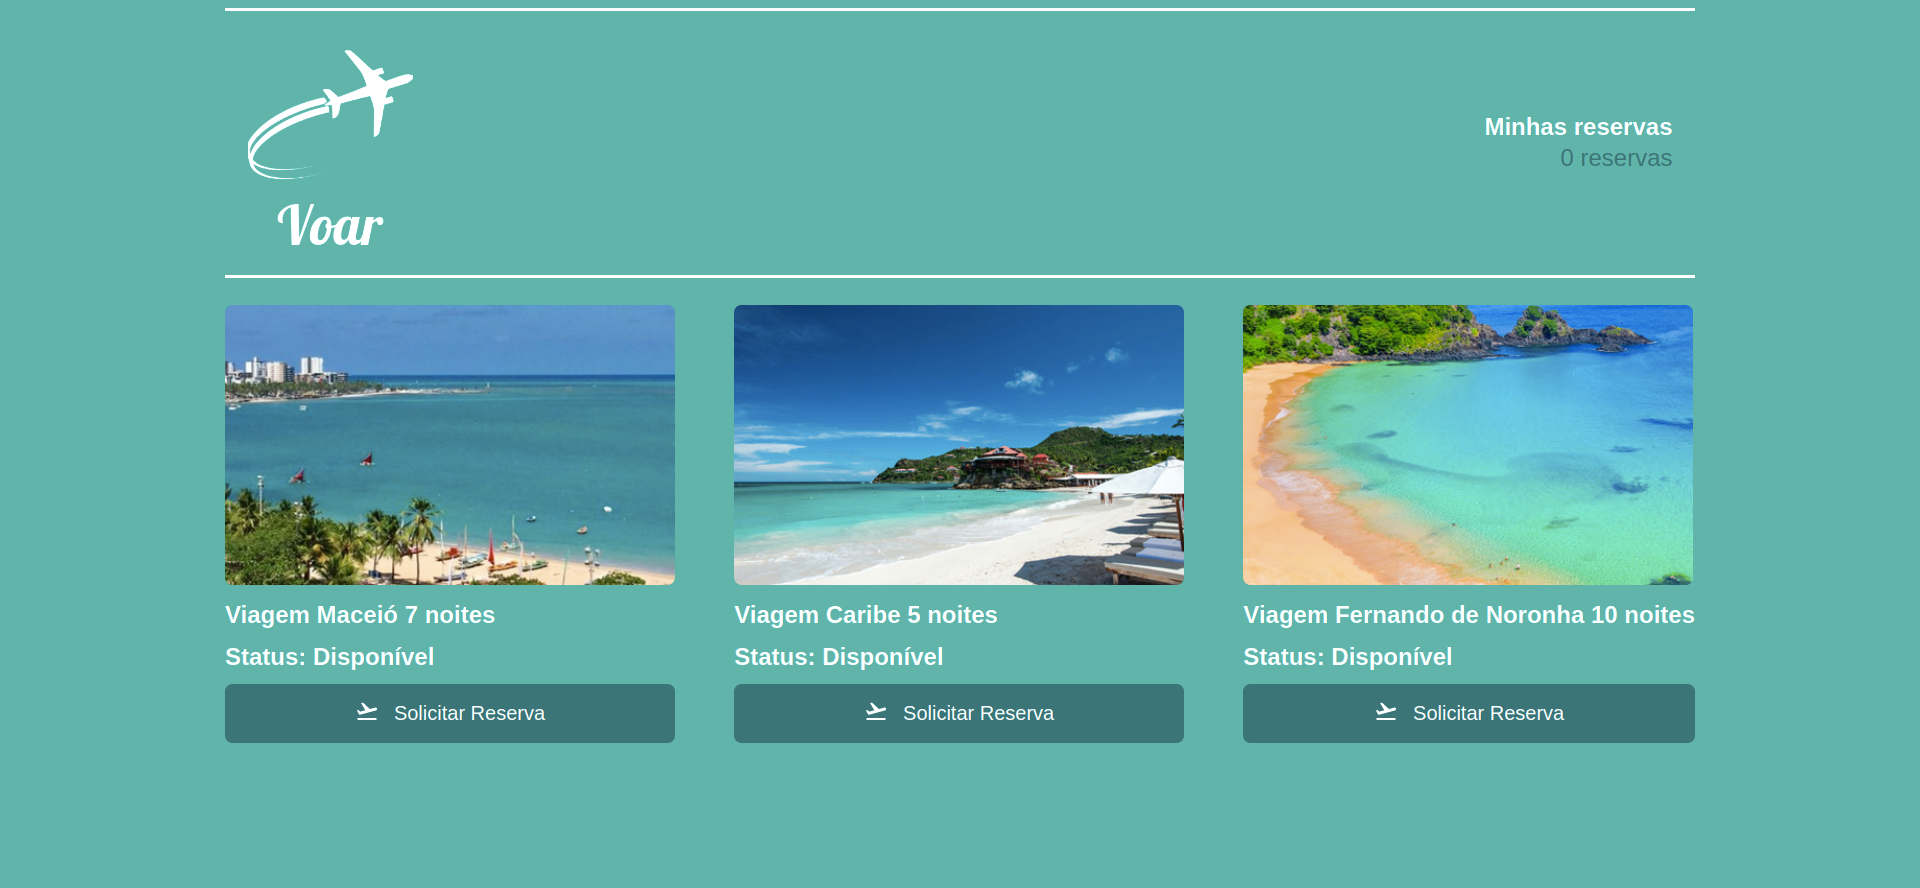 Voar
Minhas reservas
0 reservas
Viagem Maceió 7 noites
Status: Disponível
Solicitar Reserva
Viagem Caribe 5 noites
Status: Disponível
Solicitar Reserva
Viagem Fernando de Noronha 10 noites
Status: Disponível
Solicitar Reserva